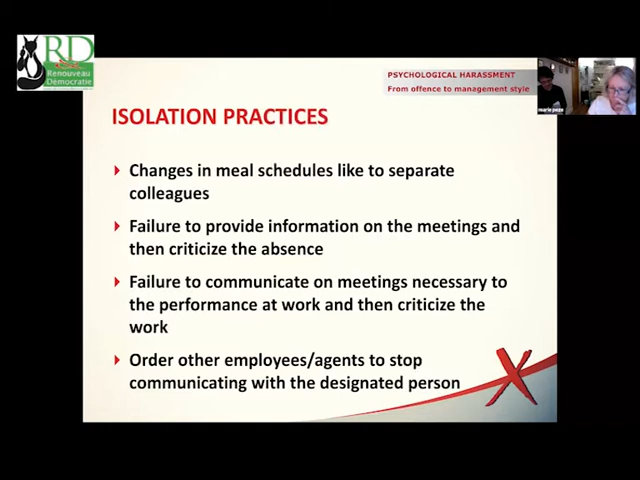 RD
Renouveau
Démocratie
PSYCHOLOGICAL HARASSMENT
From offence to management style
marie peze
ISOLATION PRACTICES
Changes in meal schedules like to separate
colleagues
Failure to provide information on the meetings and
then criticize the absence
Failure to communicate on meetings necessary to
the performance at work and then criticize the
work
Order other employees/agents to stop
communicating with the designated person